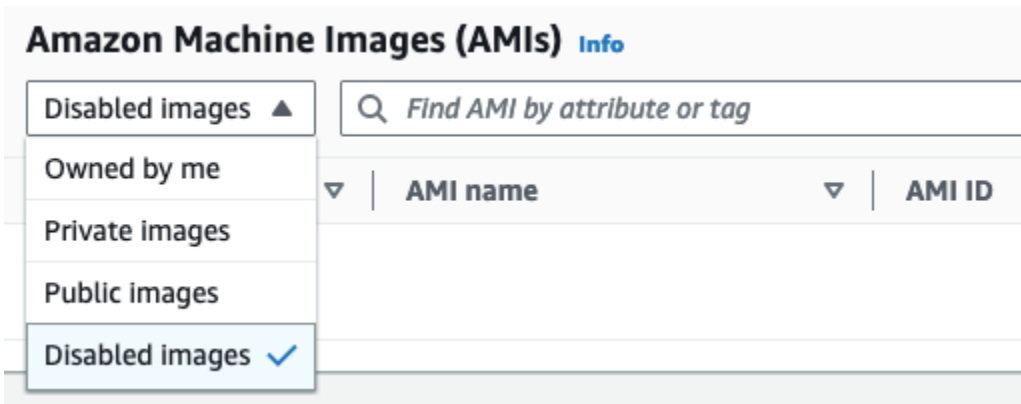 Amazon Machine Images (AMIs) Info
Disabled images
Find AMI by attribute or tag
Owned by me
Private images
Public images
Disabled images
AMI name
AMI ID